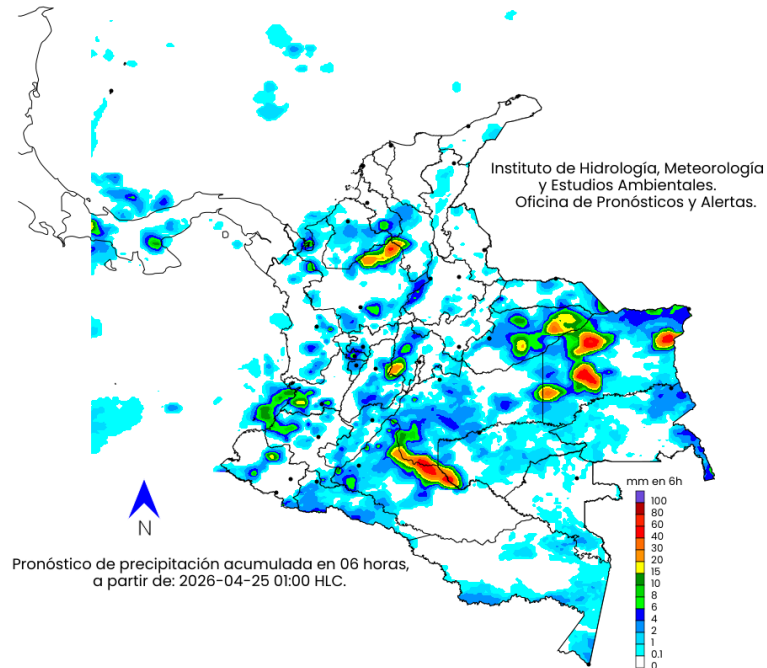 Instituto de Hidrología, Meteorología
y Estudios Ambientales.
Oficina de Pronósticos y Alertas.
N
Pronóstico de precipitación acumulada en 06 horas,
a partir de: 2026-04-25 01:00 HLC.
mm en 6h
100
80
60
40
30
20
15
10
8
6
4
2
1
0.1
0